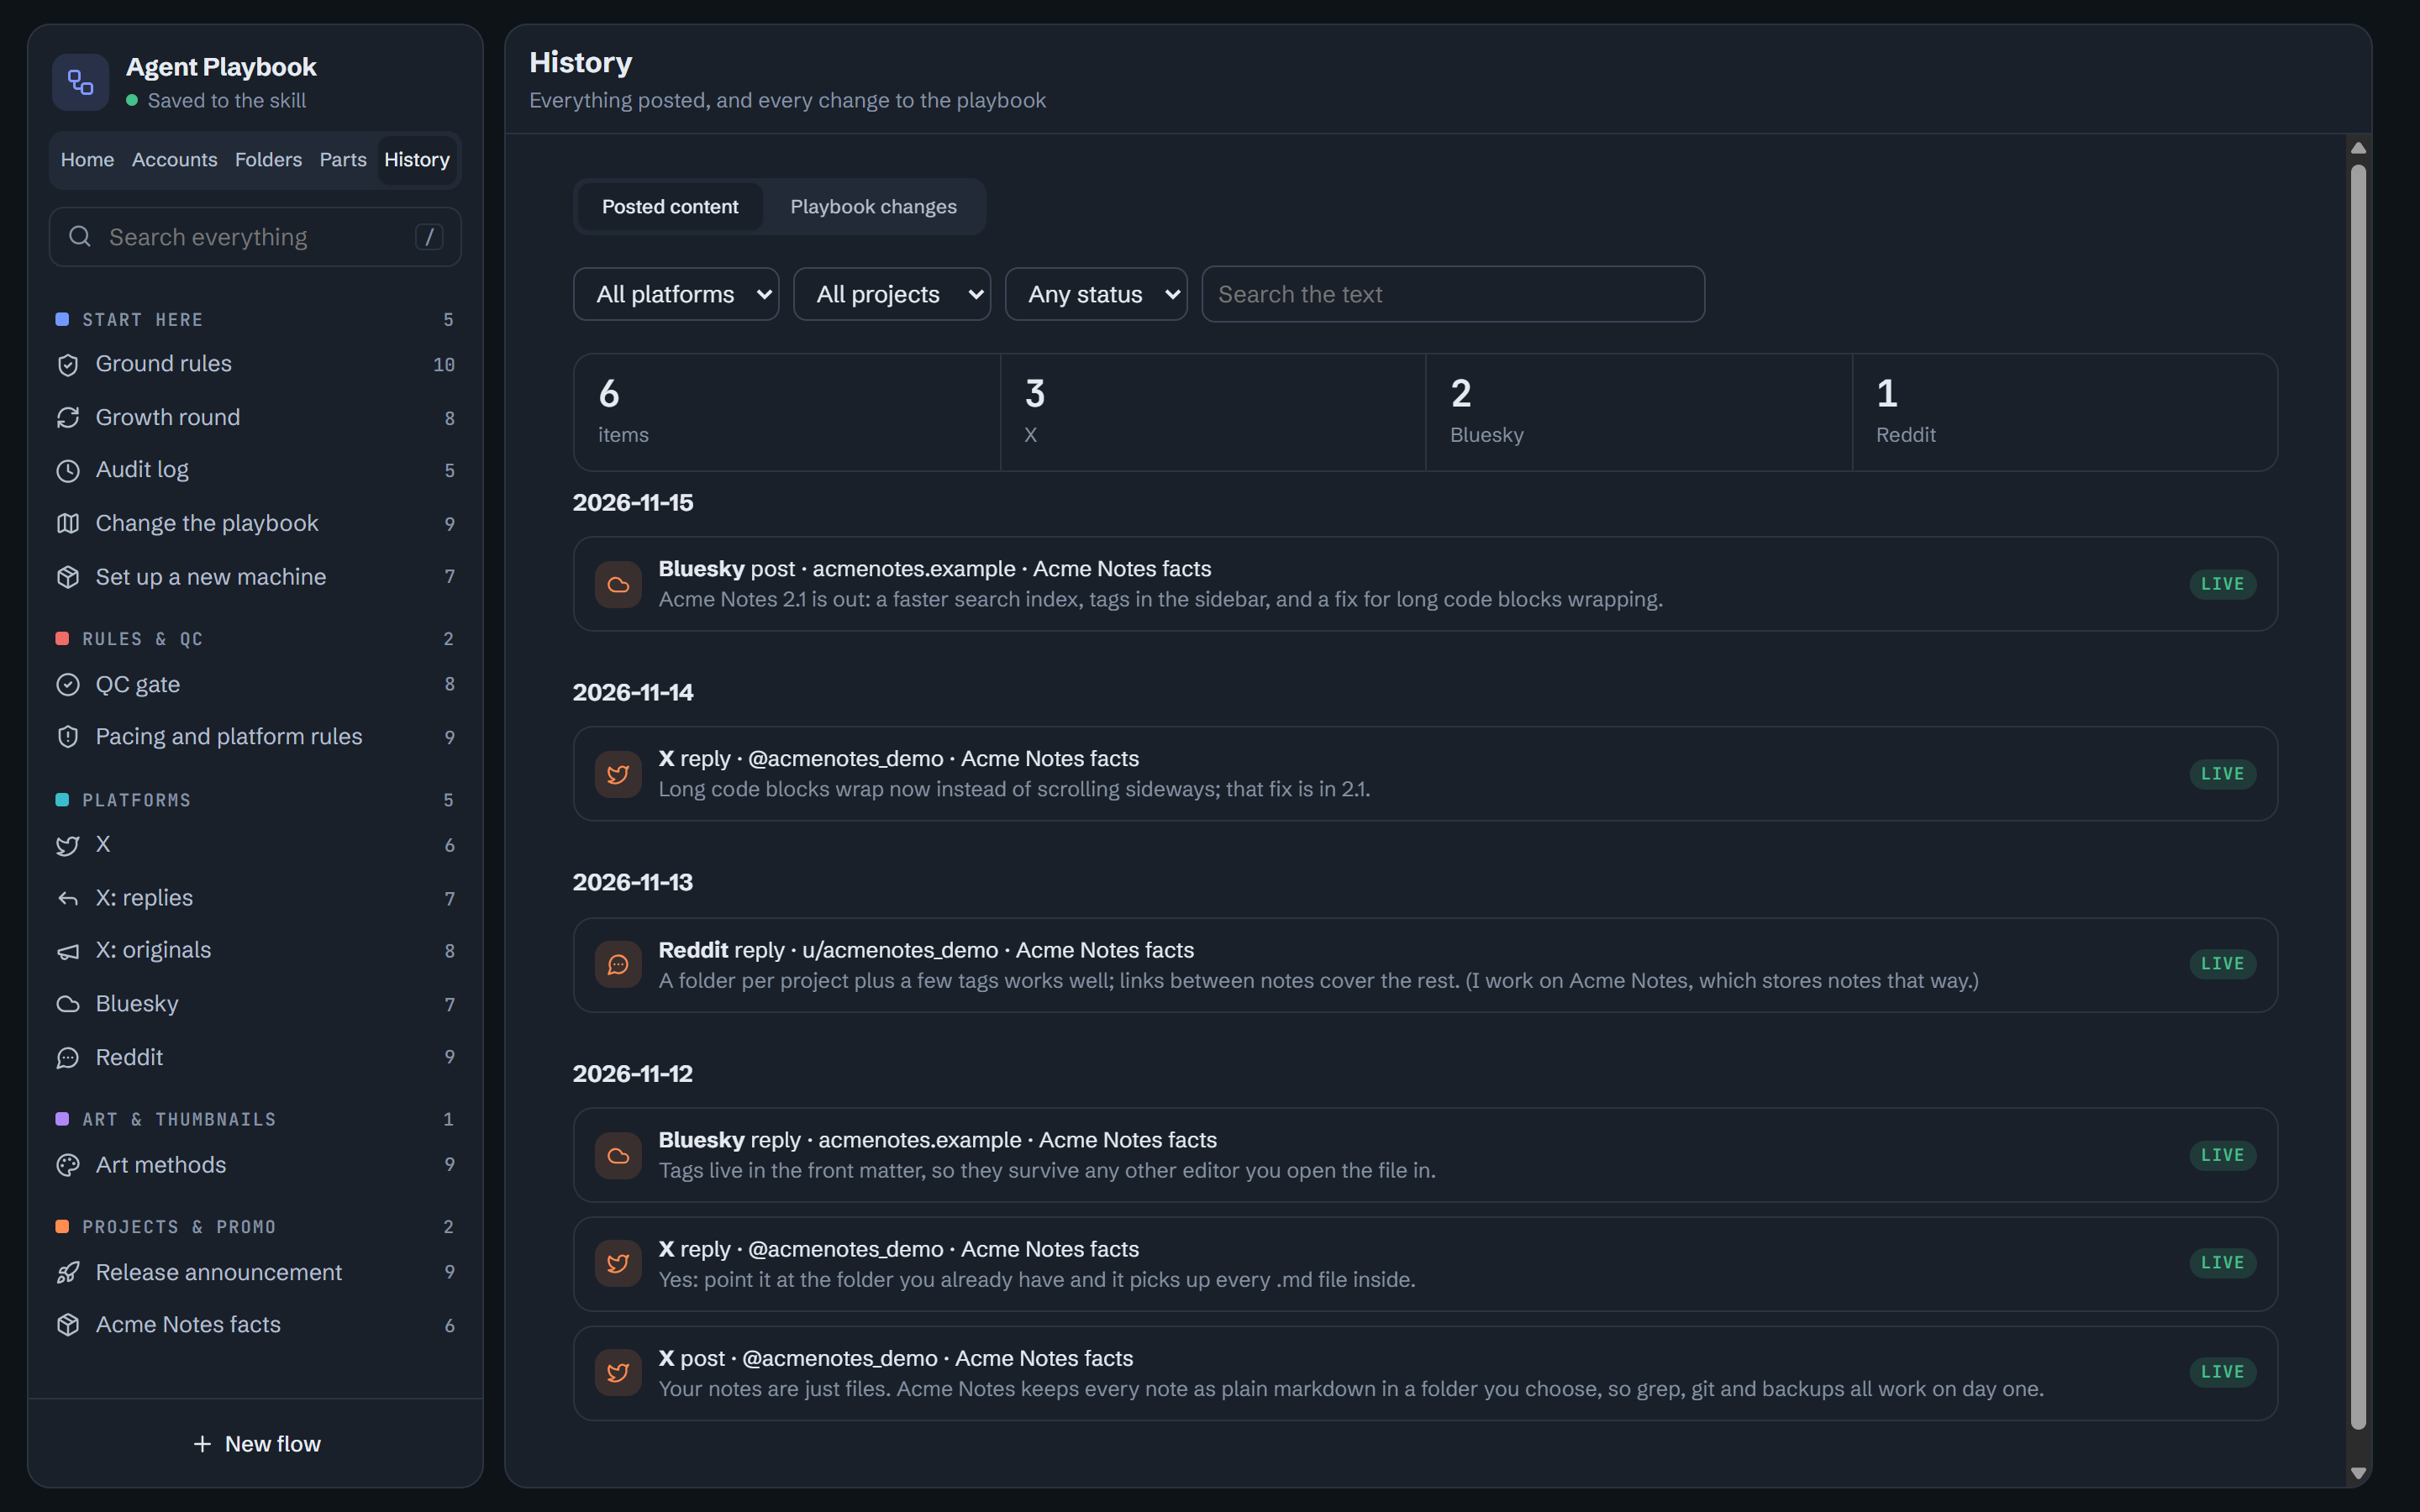 Agent Playbook
Saved to the skill
Home Accounts Folders Parts History
Search everything /
START HERE 5
Ground rules 10
Growth round 8
Audit log 5
Change the playbook 9
Set up a new machine 7
RULES & QC 2
QC gate 8
Pacing and platform rules 9
PLATFORMS 5
X 6
X: replies 7
X: originals 8
Bluesky 7
Reddit 9
ART & THUMBNAILS 1
Art methods 9
PROJECTS & PROMO 2
Release announcement 9
Acme Notes facts 6
+ New flow
History
Everything posted, and every change to the playbook
Posted content Playbook changes
All platforms All projects Any status Search the text
6 3 2 1
items X Bluesky Reddit
2026-11-15
Bluesky post · acmenotes.example · Acme Notes facts
Acme Notes 2.1 is out: a faster search index, tags in the sidebar, and a fix for long code blocks wrapping.
LIVE
2026-11-14
X reply · @acmenotes_demo · Acme Notes facts
Long code blocks wrap now instead of scrolling sideways; that fix is in 2.1.
LIVE
2026-11-13
Reddit reply · u/acmenotes_demo · Acme Notes facts
A folder per project plus a few tags works well; links between notes cover the rest. (I work on Acme Notes, which stores notes that way.)
LIVE
2026-11-12
Bluesky reply · acmenotes.example · Acme Notes facts
Tags live in the front matter, so they survive any other editor you open the file in.
LIVE
X reply · @acmenotes_demo · Acme Notes facts
Yes: point it at the folder you already have and it picks up every .md file inside.
LIVE
X post · @acmenotes_demo · Acme Notes facts
Your notes are just files. Acme Notes keeps every note as plain markdown in a folder you choose, so grep, git and backups all work on day one.
LIVE